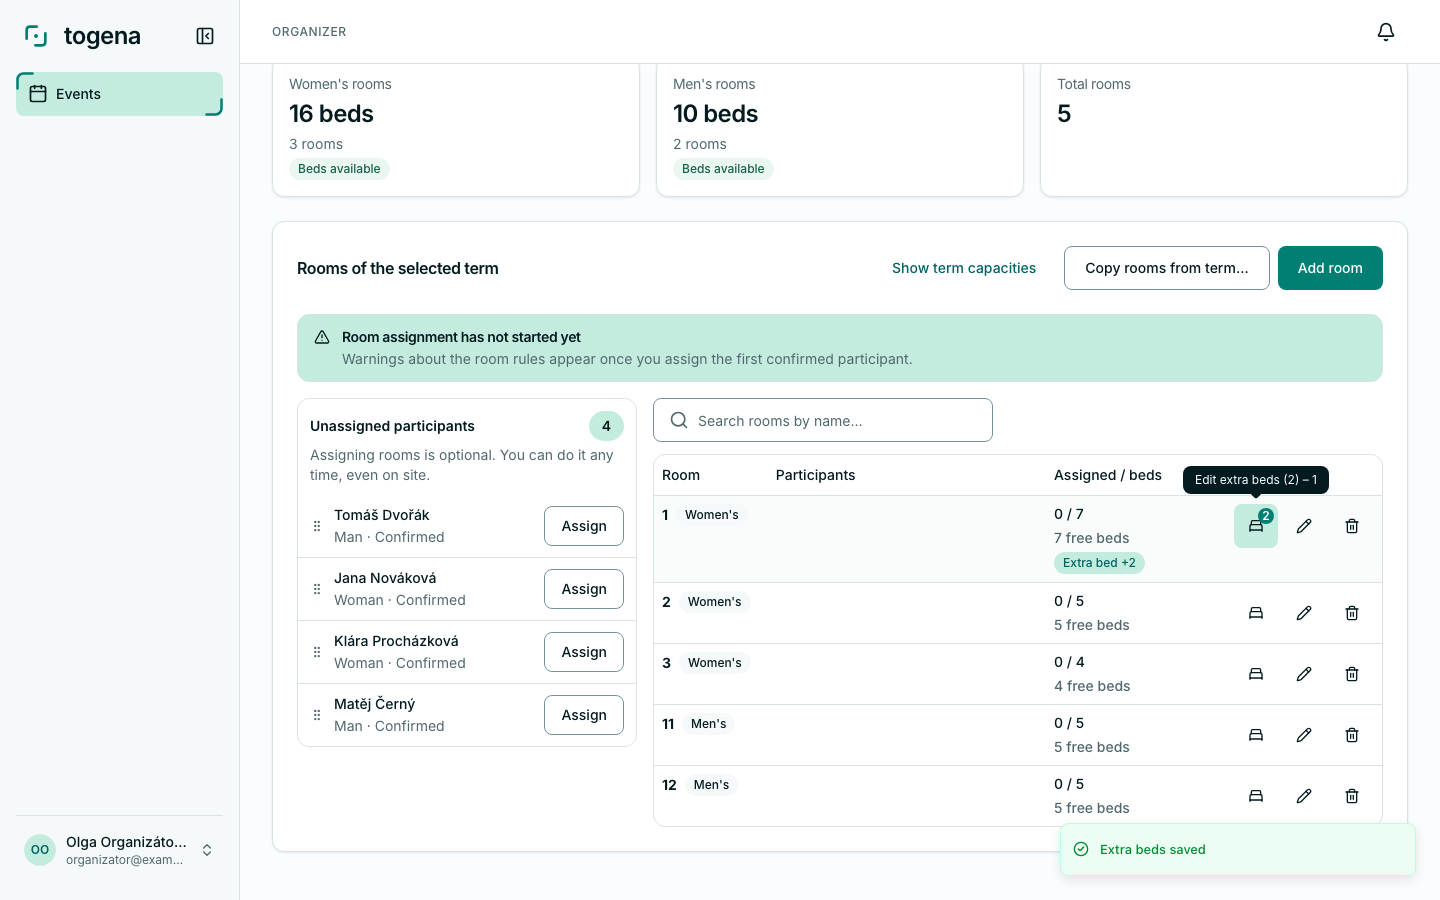 togena
ORGANIZER
Events
Women's rooms
16 beds
3 rooms
Beds available
Men's rooms
10 beds
2 rooms
Beds available
Total rooms
5
Rooms of the selected term
Show term capacities
Copy rooms from term...
Add room
Room assignment has not started yet
Warnings about the room rules appear once you assign the first confirmed participant.
Unassigned participants
4
Assigning rooms is optional. You can do it any
time, even on site.
Tomáš Dvořák
Man · Confirmed
Assign
Jana Nováková
Woman · Confirmed
Assign
Klára Procházková
Woman · Confirmed
Assign
Matěj Černý
Man · Confirmed
Assign
Search rooms by name...
Room
Participants
Assigned / beds
Edit extra beds (2) – 1
1 Women's
0 / 7
7 free beds
Extra bed +2
2
2 Women's
0 / 5
5 free beds
3 Women's
0 / 4
4 free beds
11 Men's
0 / 5
5 free beds
12 Men's
0 / 5
5 free beds
Extra beds saved
OO
Olga Organizáto...
organizator@exam...